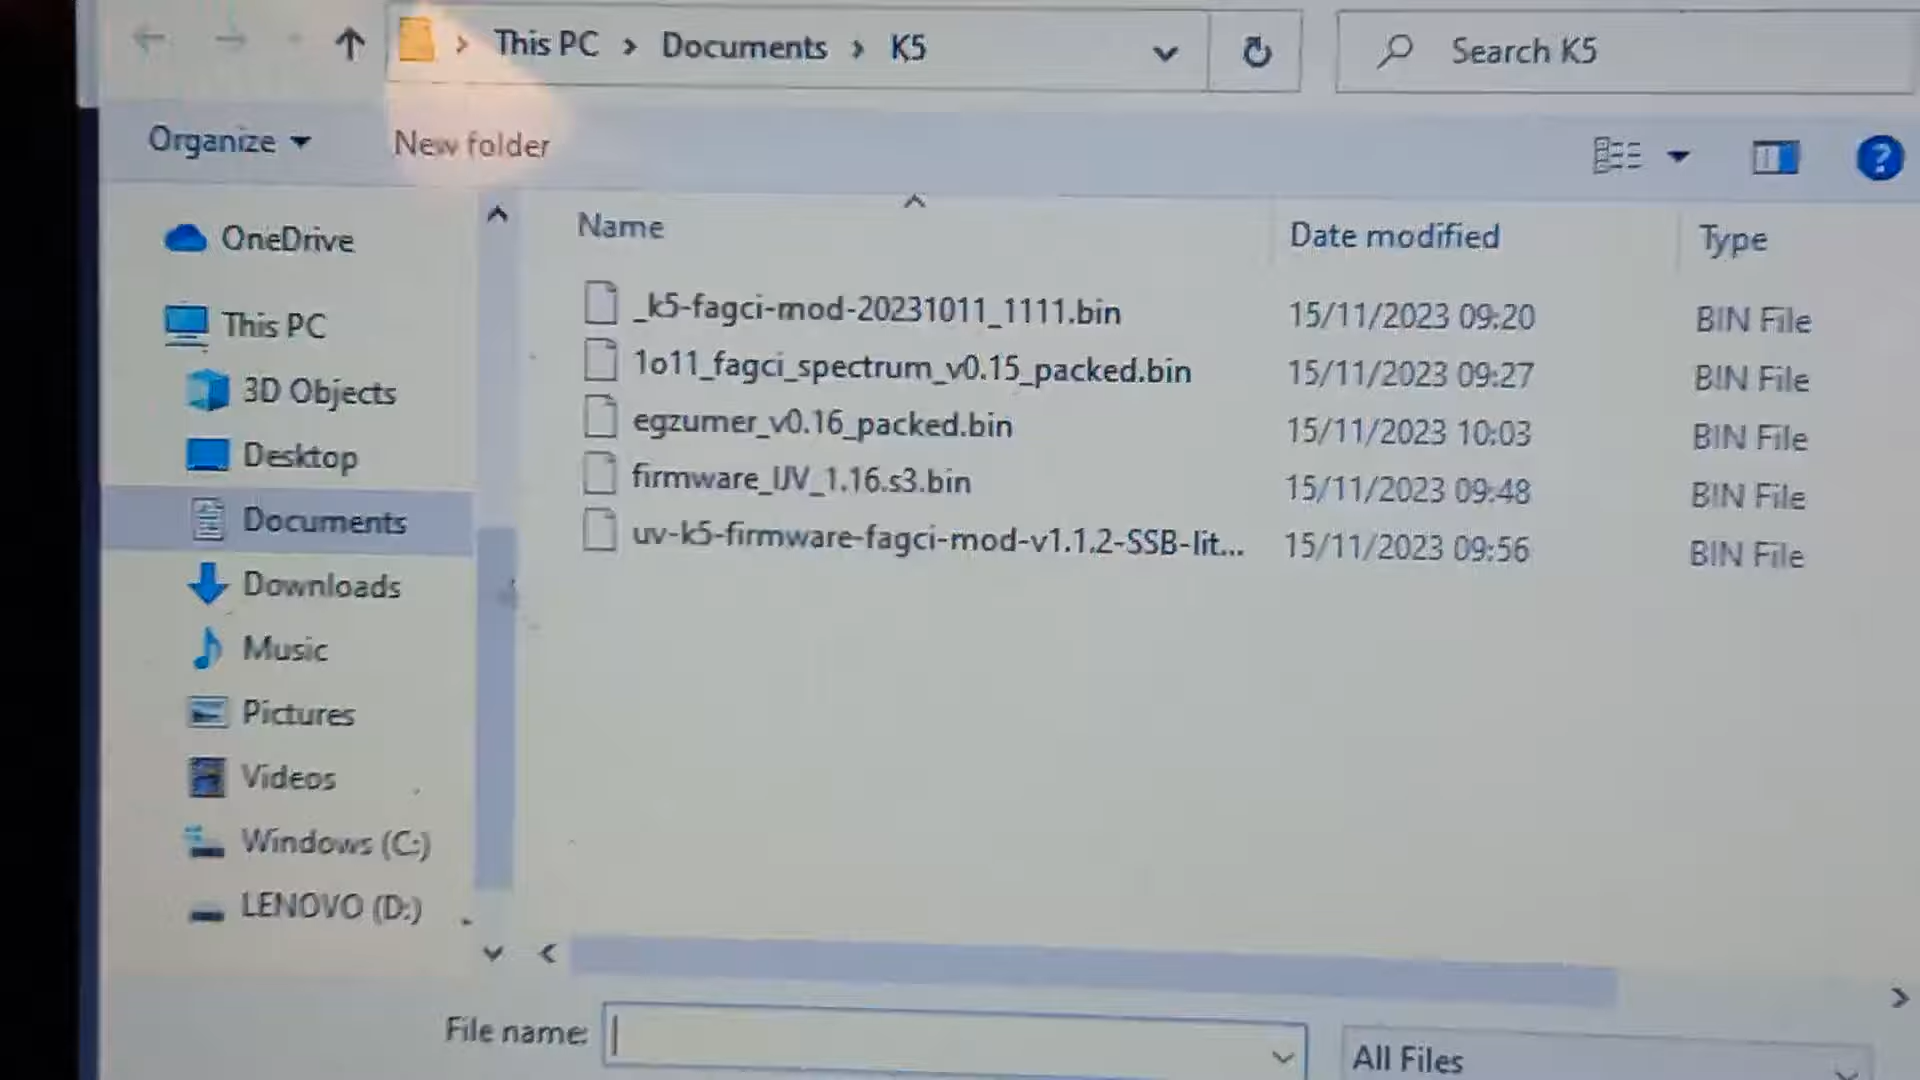 This PC > Documents > K5
Search K5
Organize
New folder
?
OneDrive
This PC
3D Objects
Desktop
Documents
Downloads
Music
Pictures
Videos
Windows (C:)
LENOVO (D:)
Name Date modified Type
_k5-fagci-mod-20231011_1111.bin 15/11/2023 09:20 BIN File
1o11_fagci_spectrum_v0.15_packed.bin 15/11/2023 09:27 BIN File
egzumer_v0.16_packed.bin 15/11/2023 10:03 BIN File
firmware_IJV_1.16.s3.bin 15/11/2023 09:48 BIN File
uv-k5-firmware-fagci-mod-v1.1.2-SSB-lit... 15/11/2023 09:56 BIN File
File name:
All Files